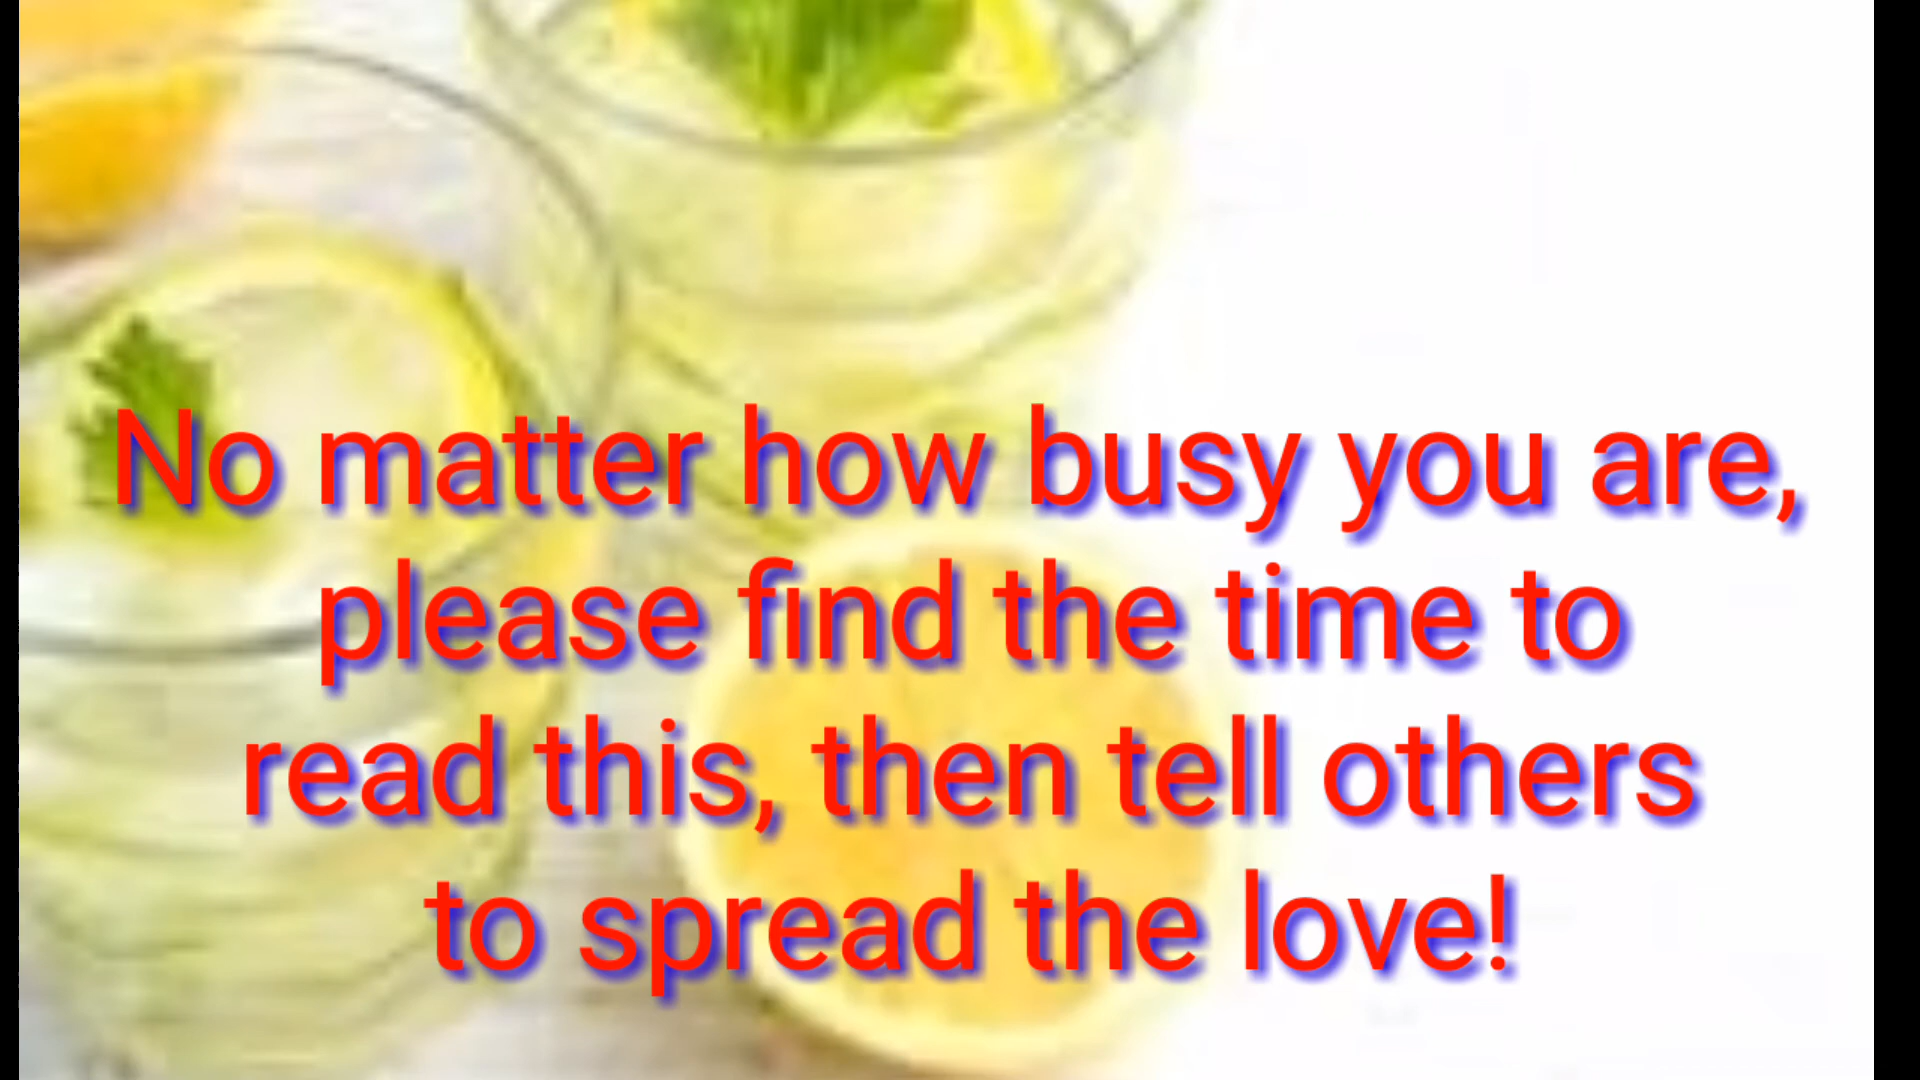 No matter how busy you are,
please find the time to
read this, then tell others
to spread the love!